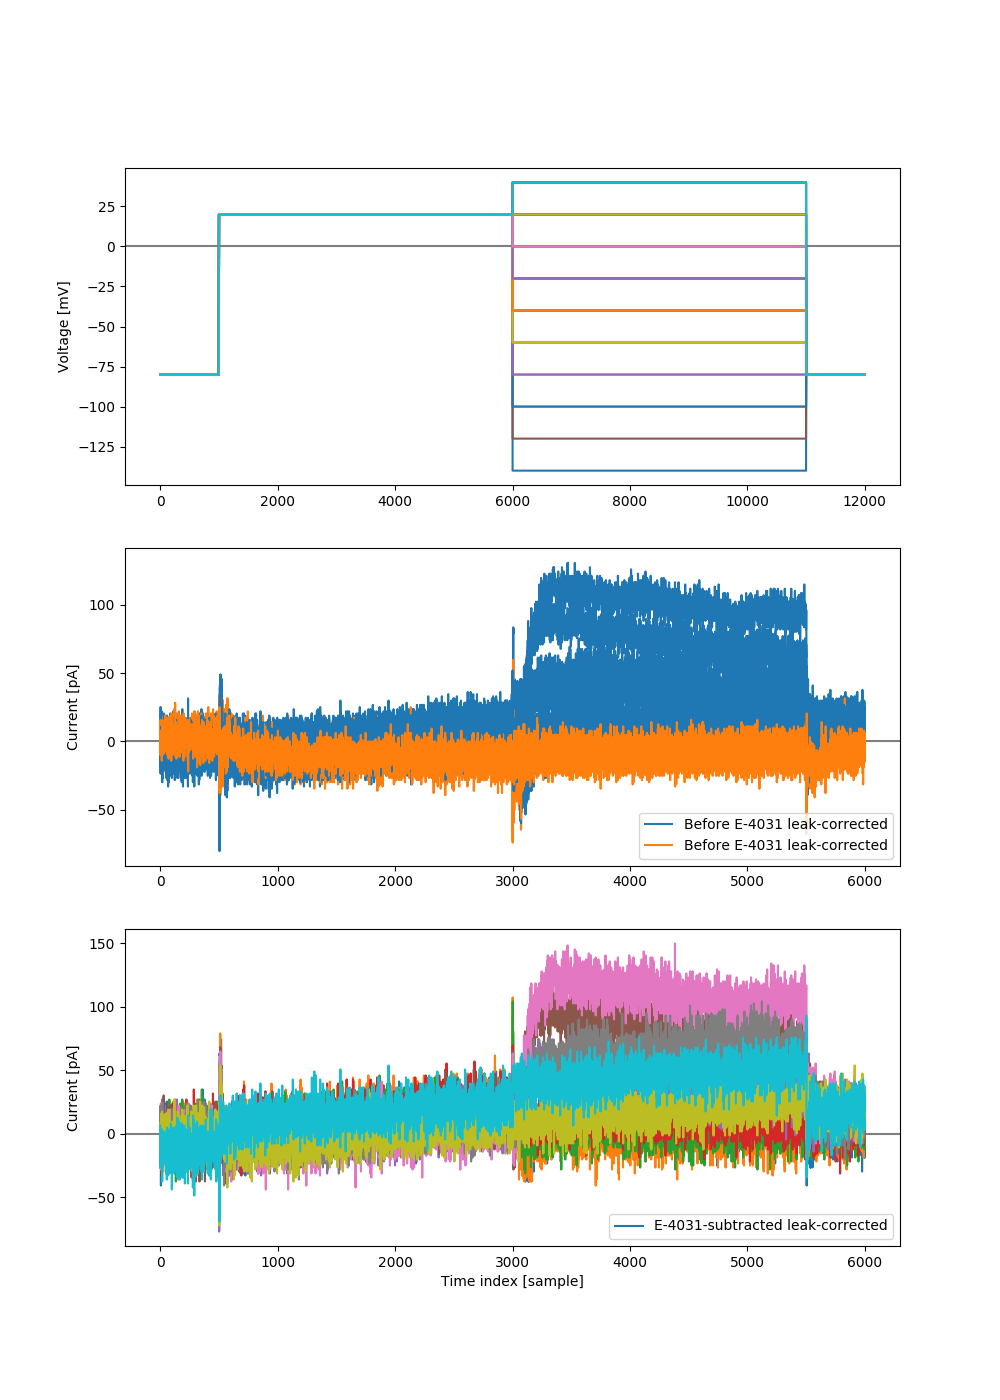 25
0
−25
−50
−75
−100
−125
Voltage [mV]
0 2000 4000 6000 8000 10000 12000
100
50
0
−50
Current [pA]
Before E-4031 leak-corrected
Before E-4031 leak-corrected
0 1000 2000 3000 4000 5000 6000
150
100
50
0
−50
Current [pA]
E-4031-subtracted leak-corrected
0 1000 2000 3000 4000 5000 6000
Time index [sample]